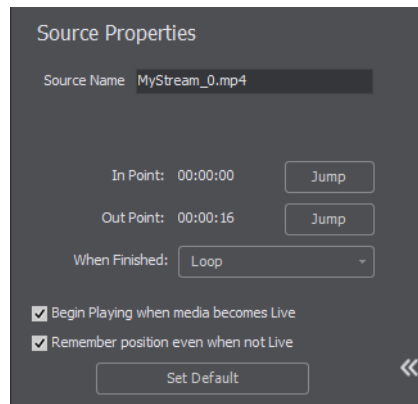 Source Properties
Source Name MyStream_0.mp4
In Point: 00:00:00 Jump
Out Point: 00:00:16 Jump
When Finished: Loop
Begin Playing when media becomes Live
Remember position even when not Live
Set Default